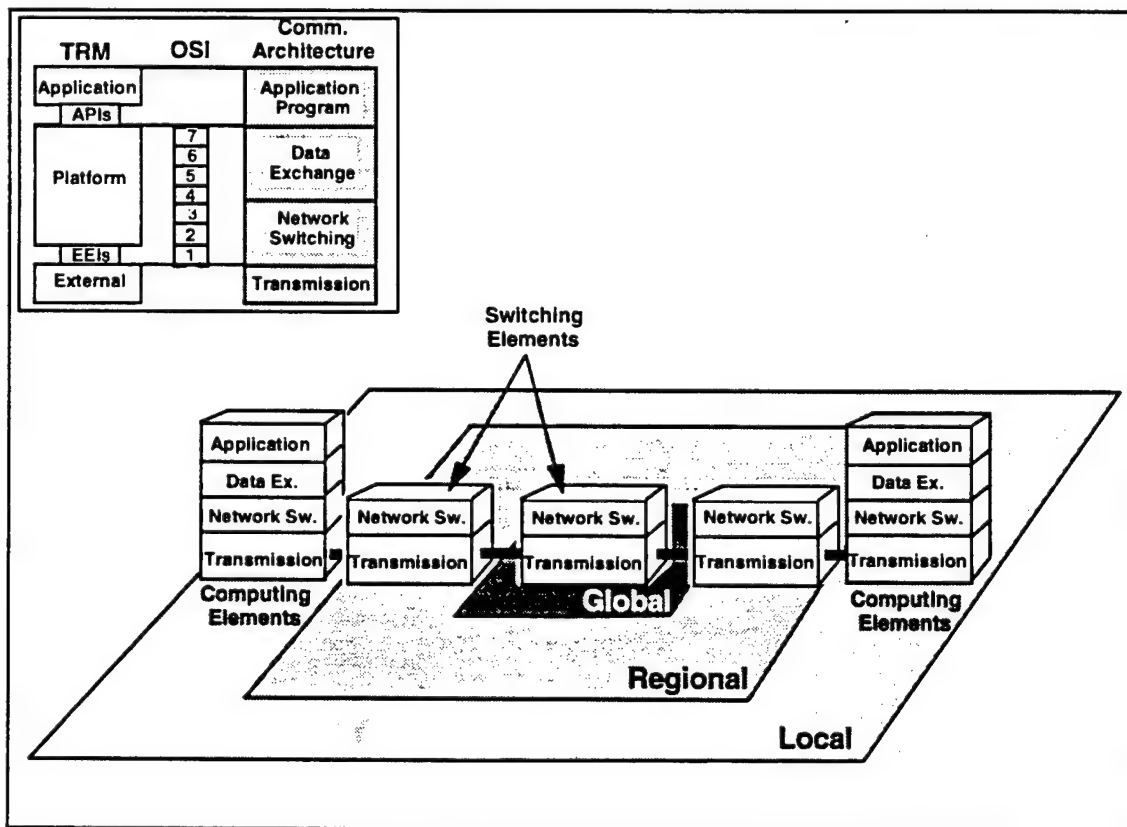 TRM
OSI
Comm.
Architecture
Application
APIs
Platform
EEIs
External
7
6
5
4
3
2
1
Application
Program
Data
Exchange
Network
Switching
Transmission
Switching
Elements
Application
Data Ex.
Network Sw.
Transmission
Computing
Elements
Network Sw.
Transmission
Network Sw.
Transmission
Network Sw.
Transmission
Application
Data Ex.
Network Sw.
Transmission
Computing
Elements
Global
Regional
Local